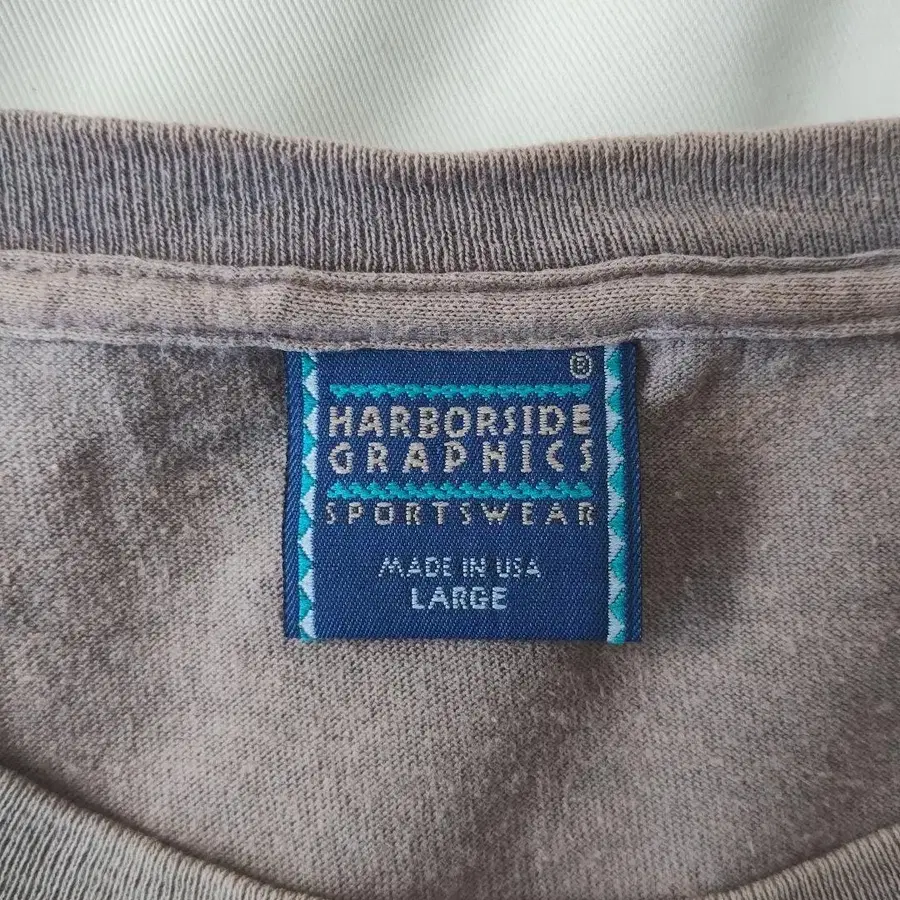 ®
HARBORSIDE
GRAPHICS
SPORTSWEAR
MADE IN USA
LARGE